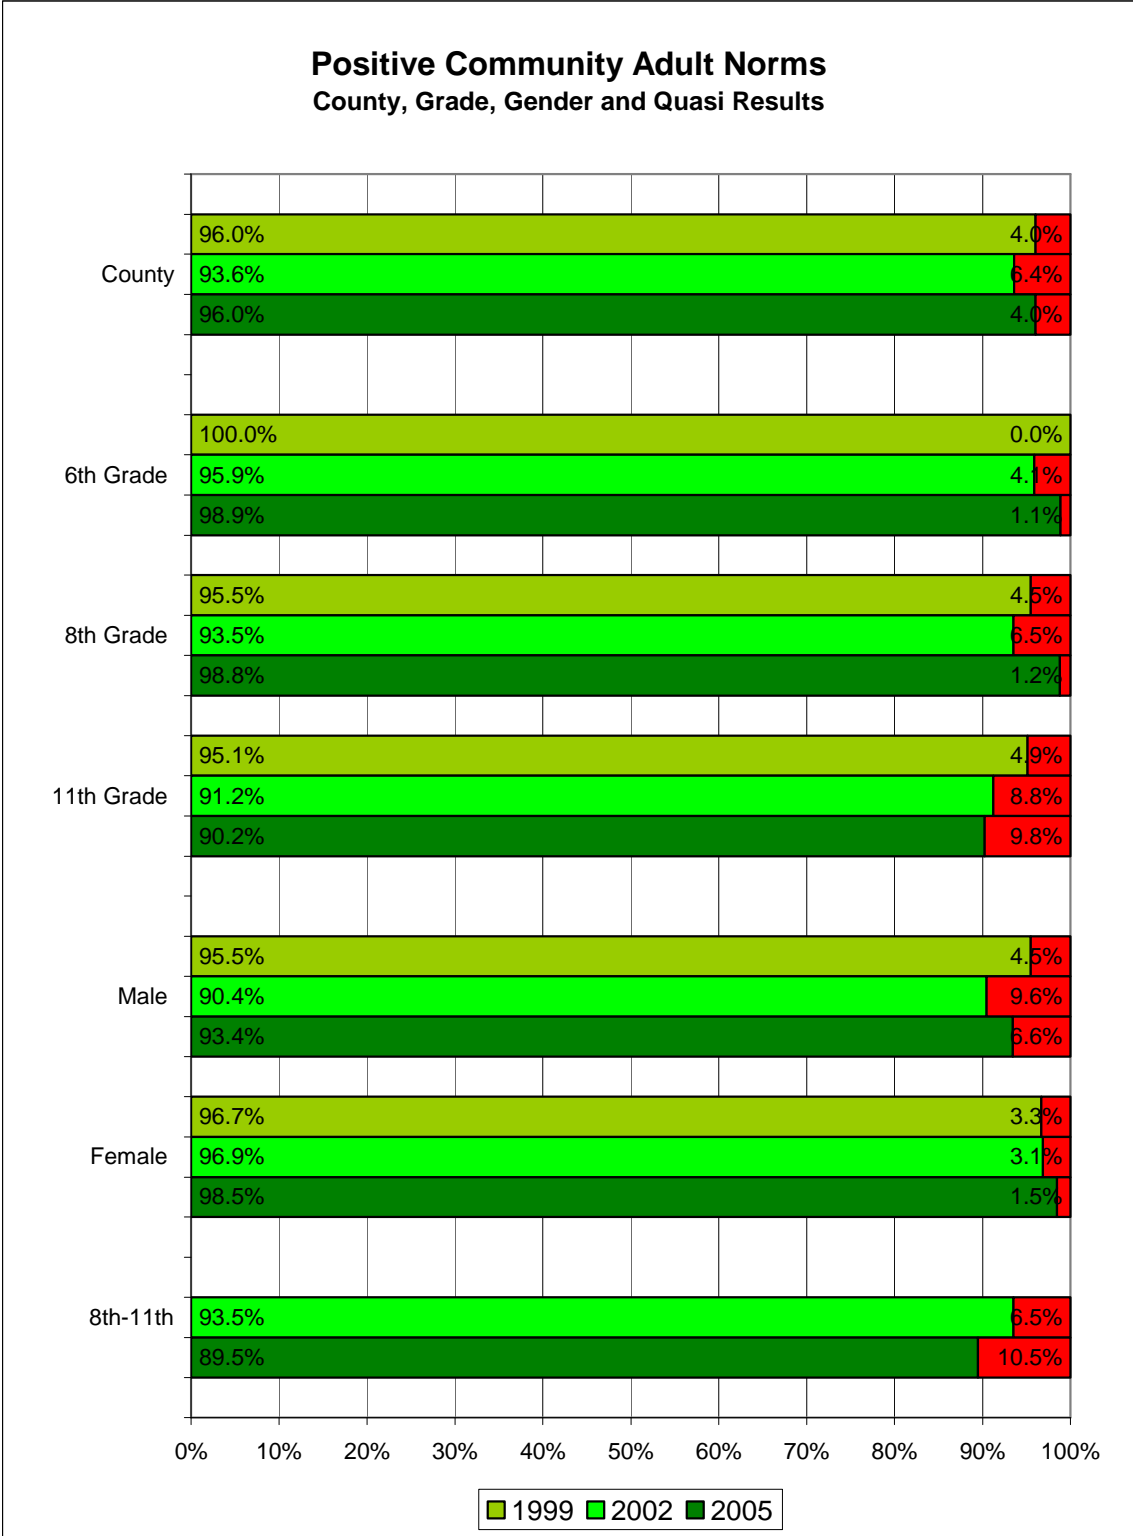 Positive Community Adult Norms
County, Grade, Gender and Quasi Results
96.0% 4.0%
County 93.6% 6.4%
96.0% 4.0%
100.0% 0.0%
6th Grade 95.9% 4.1%
98.9% 1.1%
95.5% 4.5%
8th Grade 93.5% 6.5%
98.8% 1.2%
95.1% 4.9%
11th Grade 91.2% 8.8%
90.2% 9.8%
95.5% 4.5%
Male 90.4% 9.6%
93.4% 6.6%
96.7% 3.3%
Female 96.9% 3.1%
98.5% 1.5%
8th-11th 93.5% 6.5%
89.5% 10.5%
0% 10% 20% 30% 40% 50% 60% 70% 80% 90% 100%
1999 2002 2005